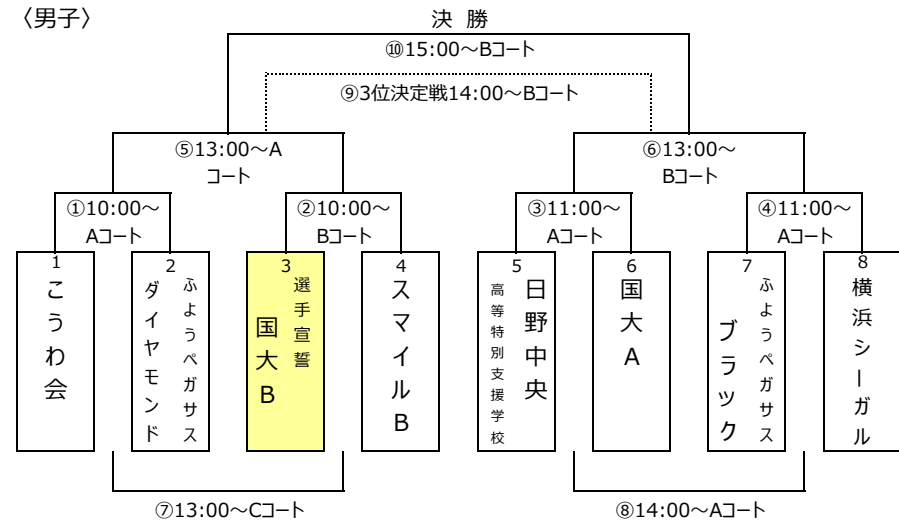 〈男子〉
決 勝
⑩15:00～Bコート
⑨3位決定戦14:00～Bコート
⑤13:00～A
コート
⑥13:00～
Bコート
①10:00～
Aコート
②10:00～
Bコート
③11:00～
Aコート
④11:00～
Aコート
1
こうわ会
2
ふようペガサス
ダイヤモンド
3
選手宣誓
国大B
4
スマイルB
5
日野中央
高等特別支援学校
6
国大A
7
ふようペガサス
ブラック
8
横浜シーガル
⑦13:00～Cコート
⑧14:00～Aコート